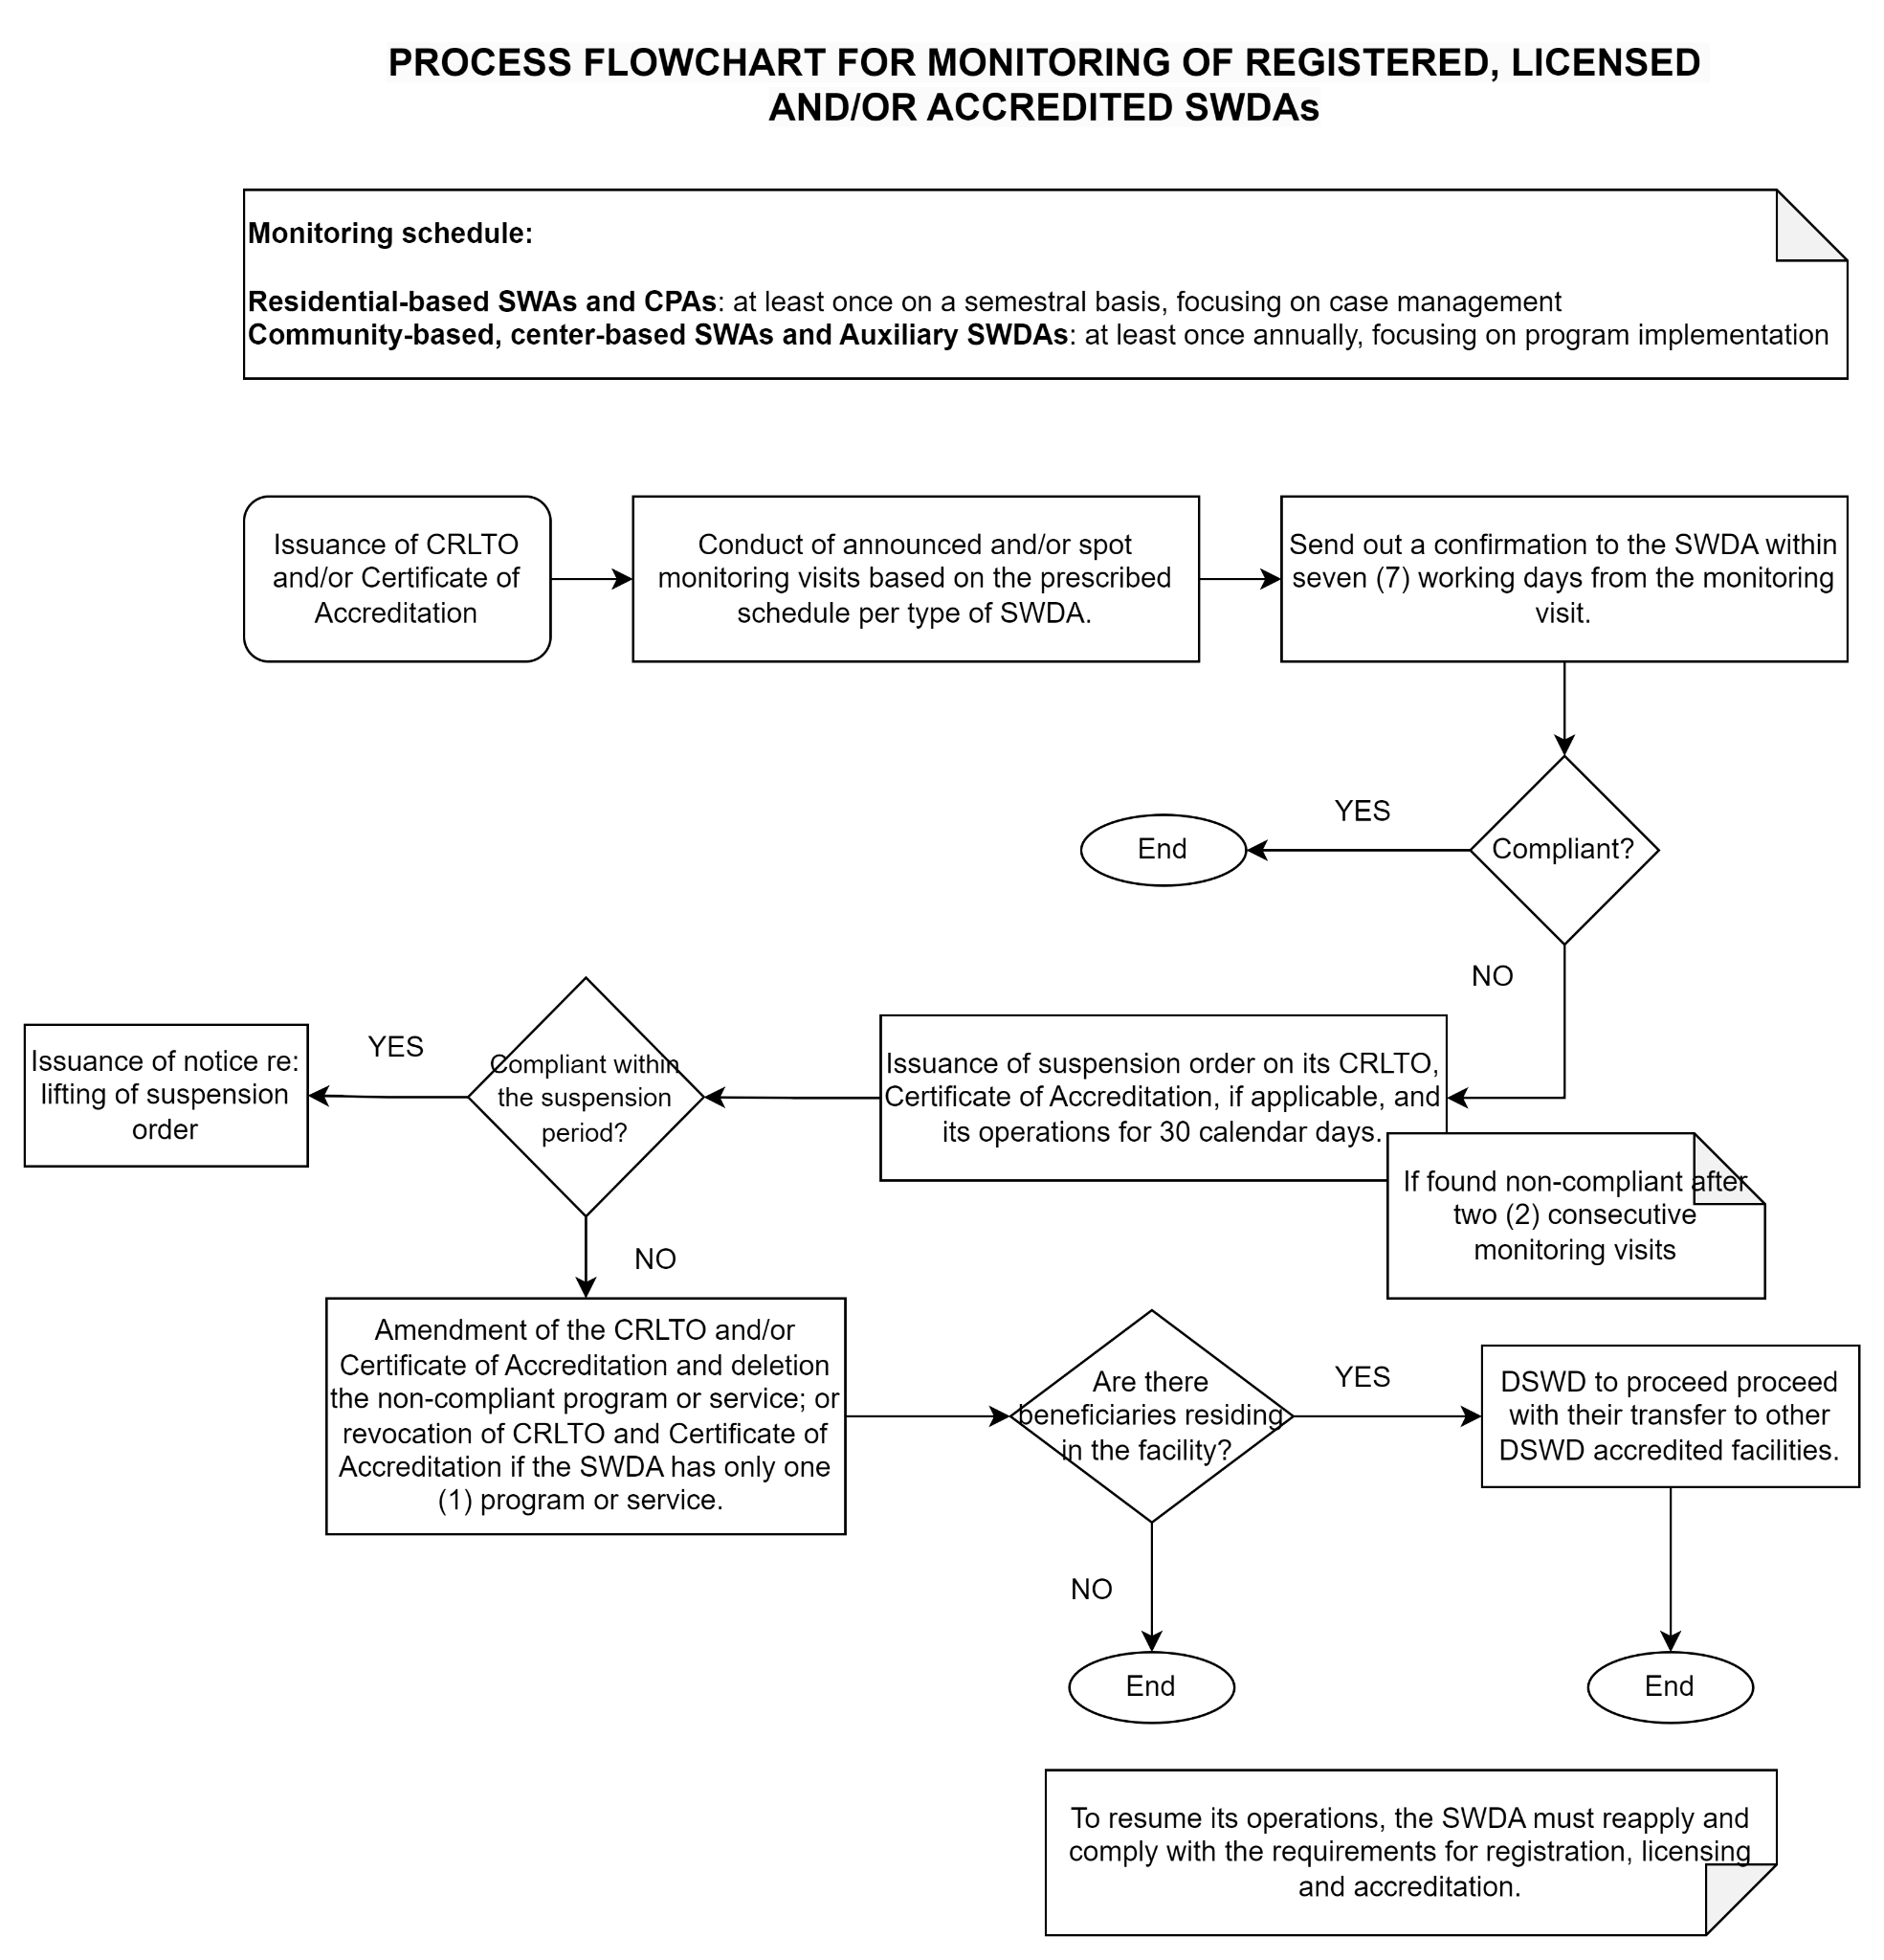 PROCESS FLOWCHART FOR MONITORING OF REGISTERED, LICENSED
AND/OR ACCREDITED SWDAs
Monitoring schedule:
Residential-based SWAs and CPAs: at least once on a semestral basis, focusing on case management
Community-based, center-based SWAs and Auxiliary SWDAs: at least once annually, focusing on program implementation
Issuance of CRLTO
and/or Certificate of
Accreditation
Conduct of announced and/or spot
monitoring visits based on the prescribed
schedule per type of SWDA.
Send out a confirmation to the SWDA within
seven (7) working days from the monitoring
visit.
YES
End
Compliant?
NO
Issuance of notice re:
lifting of suspension
order
YES
Compliant within
the suspension
period?
Issuance of suspension order on its CRLTO,
Certificate of Accreditation, if applicable, and
its operations for 30 calendar days.
If found non-compliant after
two (2) consecutive
monitoring visits
NO
Amendment of the CRLTO and/or
Certificate of Accreditation and deletion
the non-compliant program or service; or
revocation of CRLTO and Certificate of
Accreditation if the SWDA has only one
(1) program or service.
Are there
beneficiaries residing
in the facility?
YES
DSWD to proceed proceed
with their transfer to other
DSWD accredited facilities.
NO
End
End
To resume its operations, the SWDA must reapply and
comply with the requirements for registration, licensing
and accreditation.